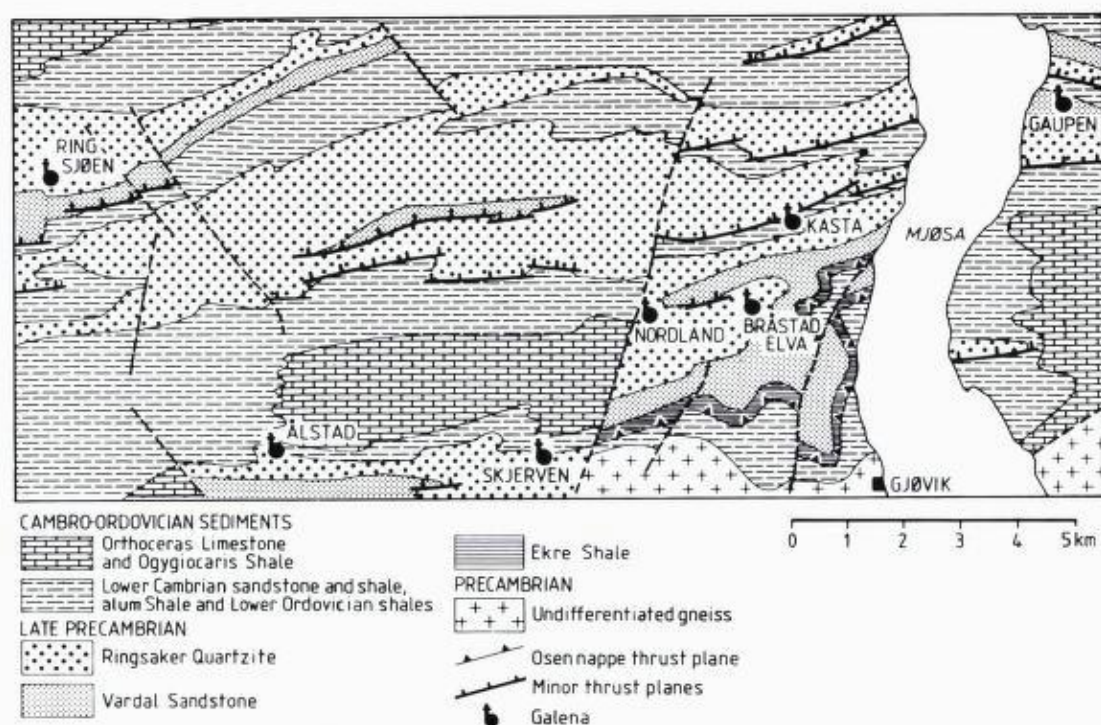 RING
SJØEN
GAUPEN
SKASTA
MJØSA
NORDLAND
BRÅSTAD
ELVA
ÅLSTAD
SKJERVEN
GJØVIK
CAMBRO-ORDOVICIAN SEDIMENTS
Orthoceras Limestone
and Ogygiocaris Shale
Lower Cambrian sandstone and shale,
alum Shale and Lower Ordovician shales
LATE PRECAMBRIAN
Ringsaker Quartzite
Vardal Sandstone
Ekre Shale
PRECAMBRIAN
Undifferentiated gneiss
Osen nappe thrust plane
Minor thrust planes
Galena
0 1 2 3 4 5 km